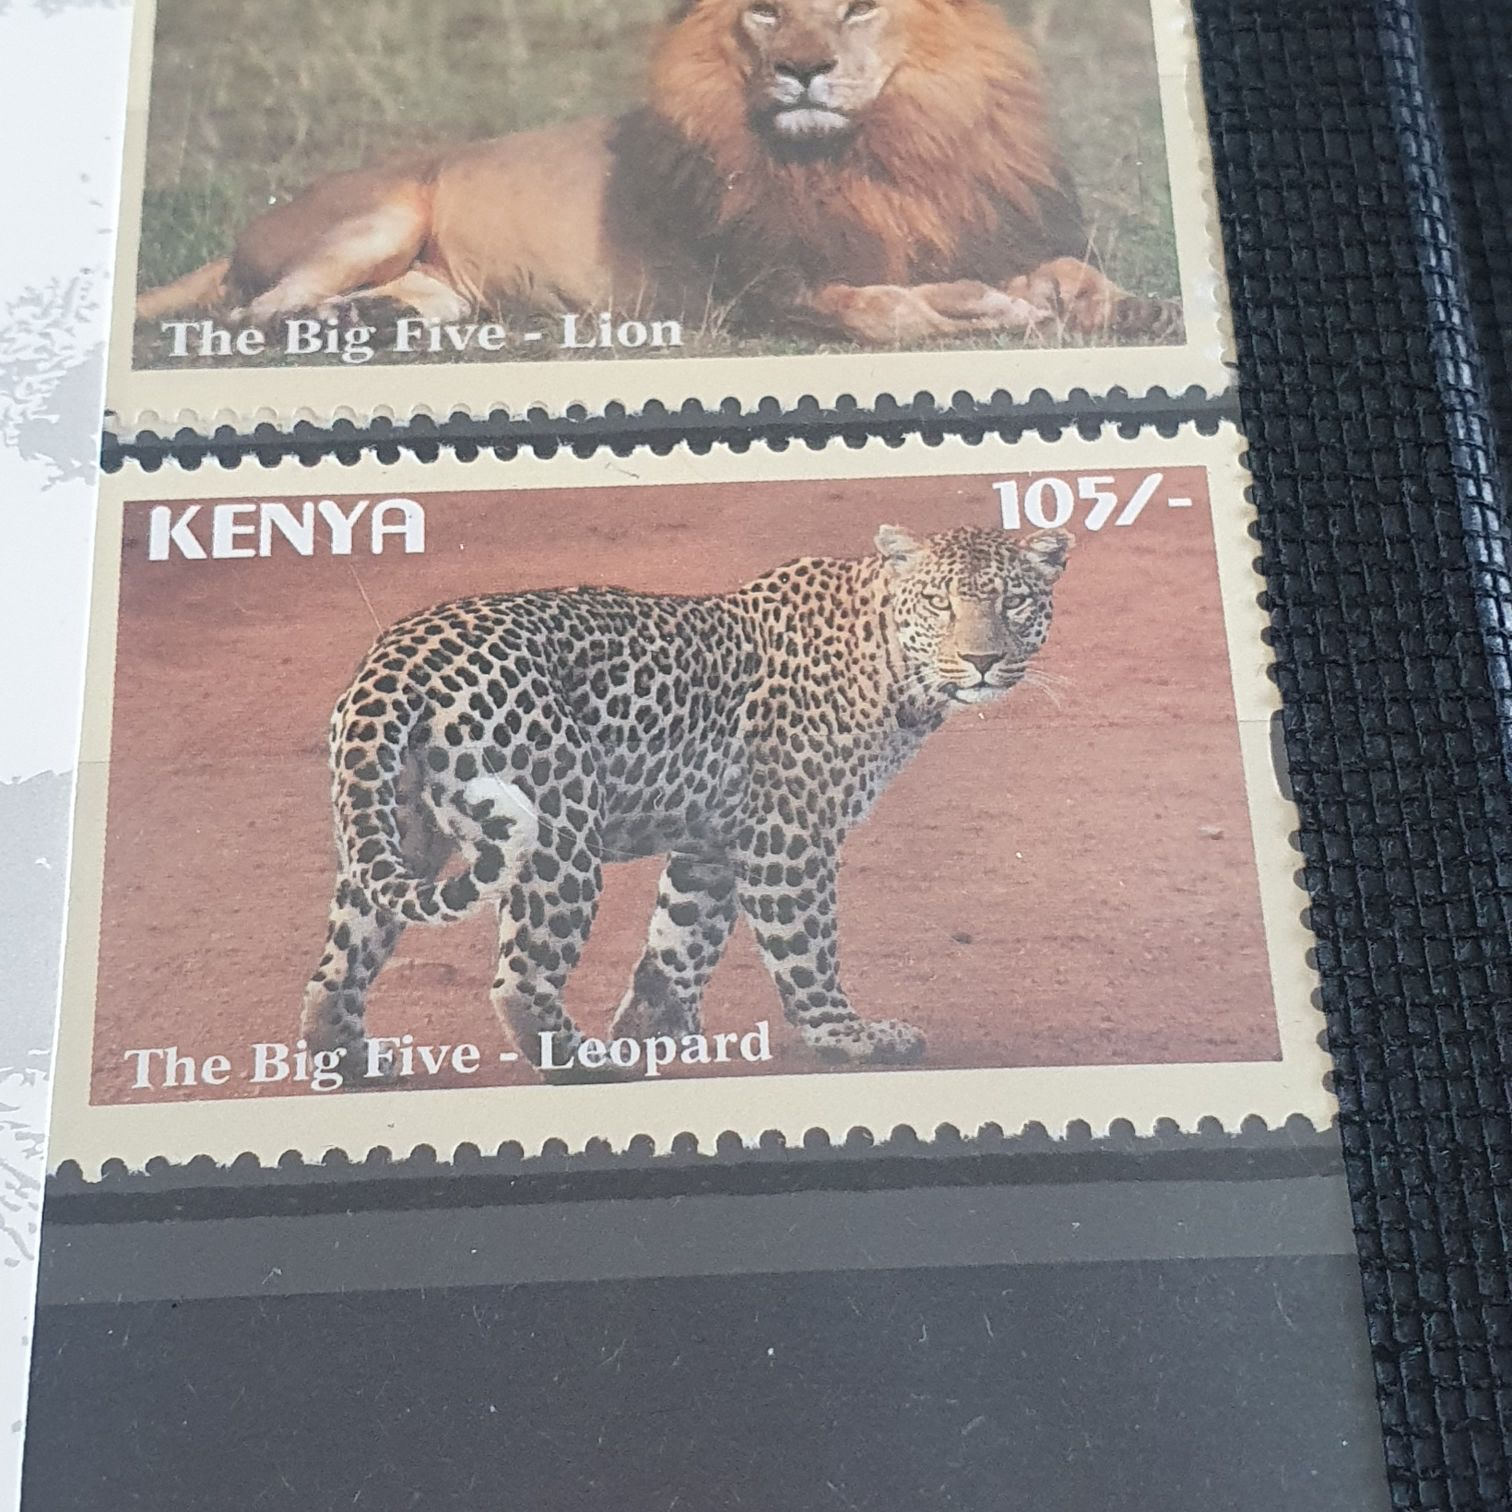 The Big Five - Lion
KENYA
105/-
The Big Five - Leopard